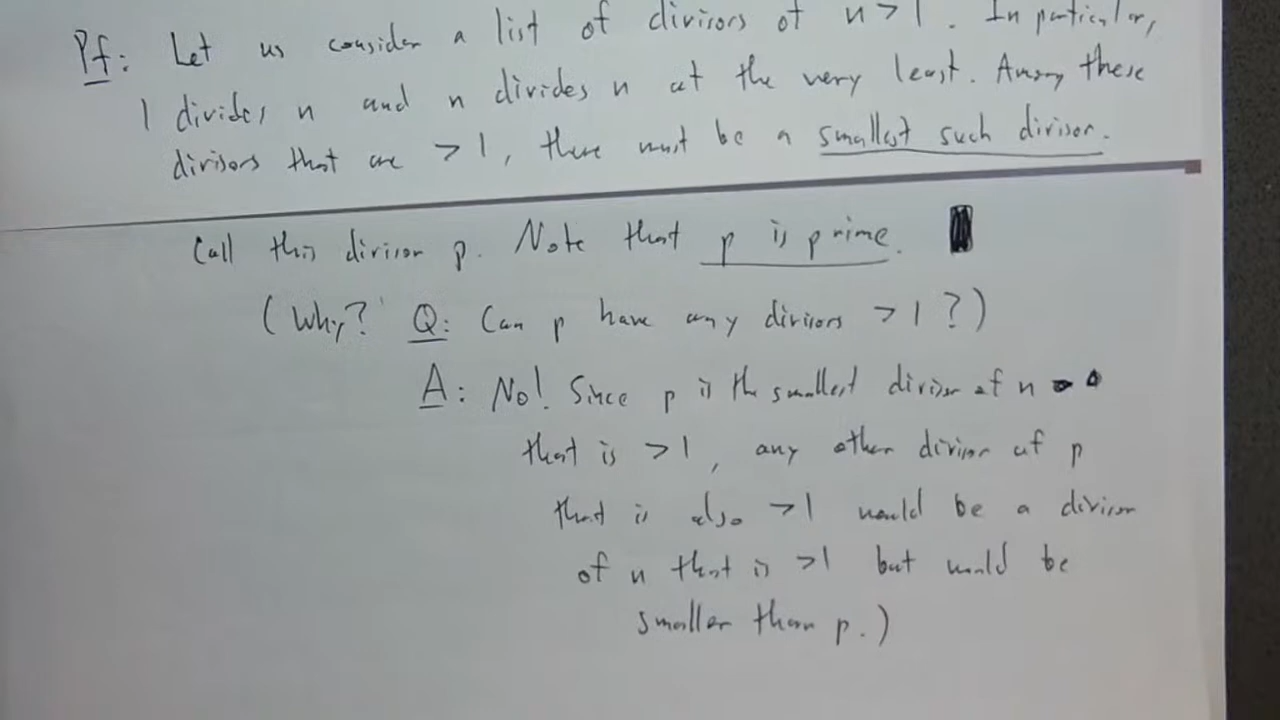 Pf: Let us consider a list of divisors of n > 1. In particular,
1 divides n and n divides n at the very least. Among these
divisors that are > 1, there must be a smallest such divisor.
Call this divisor p. Note that p is prime.
(Why? Q: Can p have any divisors > 1?)
A: No! Since p is the smallest divisor of n
that is > 1, any other divisor of p
that is also > 1 would be a divisor
of n that is > 1 but would be
smaller than p.)